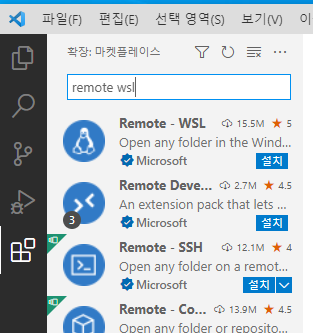 파일(F) 편집(E) 선택 영역(S) 보기(V)
확장: 마켓플레이스
remote wsl
Remote - WSL 15.5M ★ 5
Open any folder in the Wind...
Microsoft 설치
Remote Deve... 2.7M ★ 4.5
An extension pack that lets ...
3 Microsoft 설치
Remote - SSH 12.1M ★ 4
Open any folder on a remot...
Microsoft 설치
Remote - Co... 13.9M ★ 4.5
Open any folder or reposito...